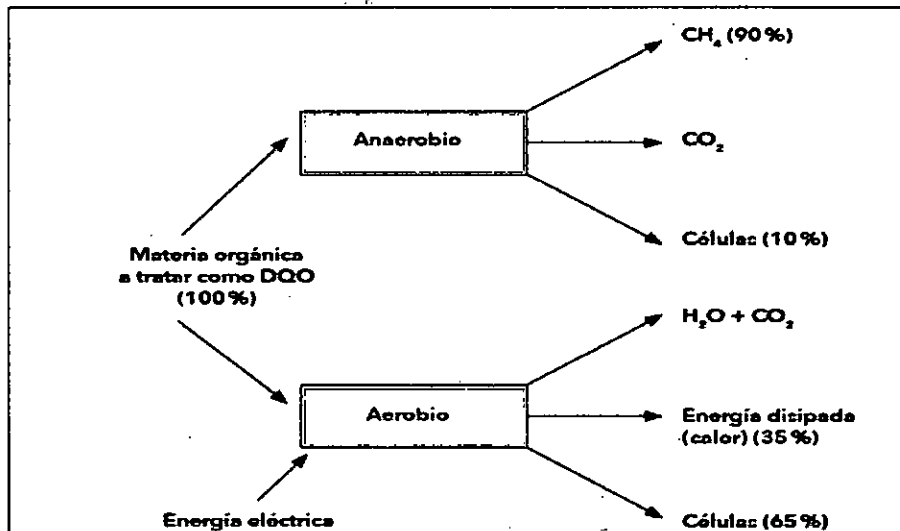 CH₄ (90%)
Anaerobio
CO₂
Células (10%)
Materia orgánica
a tratar como DQO
(100%)
H₂O + CO₂
Aerobio
Energía disipada
(calor) (35%)
Energía eléctrica
Células (65%)